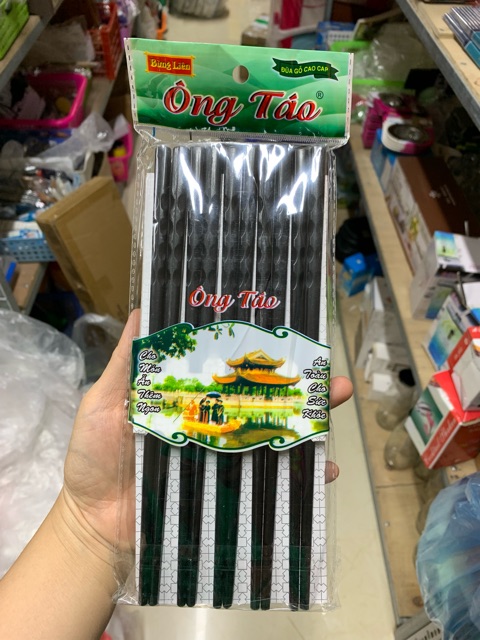 Bùng Liên
ĐŨA GỖ CAO CẤP
Ông Táo®
Ông Táo
Cho
Món
Ăn
Thêm
Ngon
An
Toàn
Cho
Sức
Khỏe